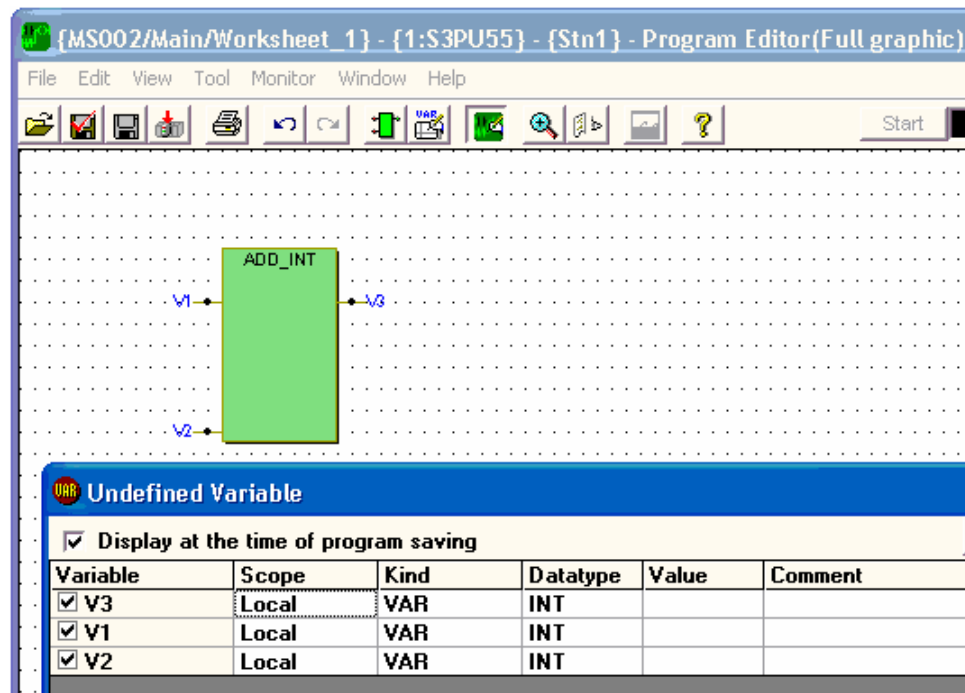 {MS002/Main/Worksheet_1} - {1:S3PU55} - {Stn1} - Program Editor(Full graphic)
File Edit View Tool Monitor Window Help
VAR
Start
ADD_INT
V1 V3
V2
VAR Undefined Variable
Display at the time of program saving
Variable Scope Kind Datatype Value Comment
V3 Local VAR INT
V1 Local VAR INT
V2 Local VAR INT